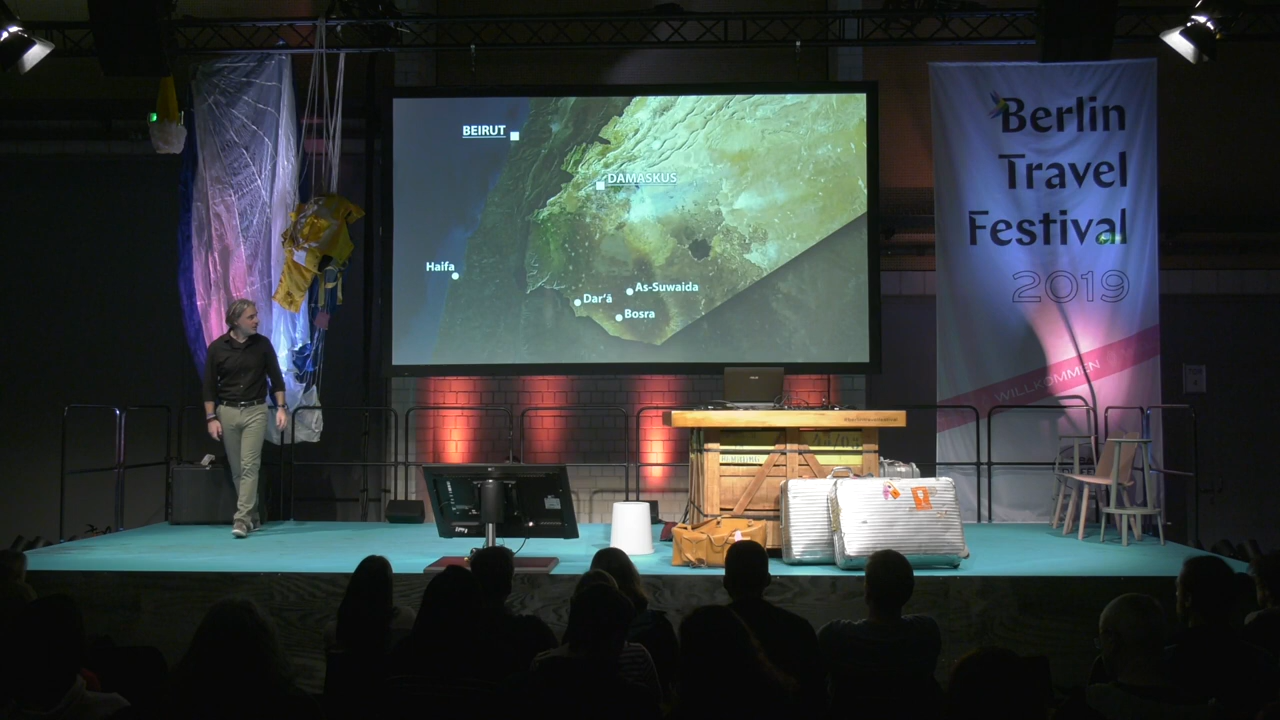 BEIRUT
DAMASKUS
Haifa
As-Suwaida
Dar'ā
Bosra
Berlin
Travel
Festival
2019
WILLKOMMEN